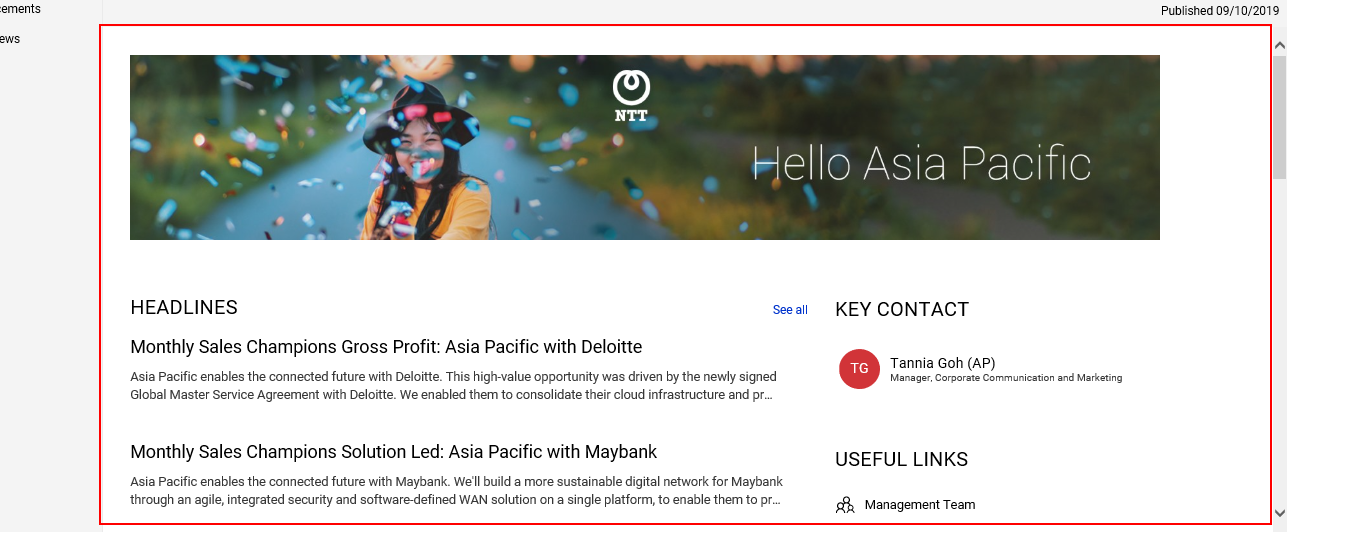 cements
Published 09/10/2019
ews
NTT
Hello Asia Pacific
HEADLINES
See all
Monthly Sales Champions Gross Profit: Asia Pacific with Deloitte
Asia Pacific enables the connected future with Deloitte. This high-value opportunity was driven by the newly signed
Global Master Service Agreement with Deloitte. We enabled them to consolidate their cloud infrastructure and pr...
Monthly Sales Champions Solution Led: Asia Pacific with Maybank
Asia Pacific enables the connected future with Maybank. We'll build a more sustainable digital network for Maybank
through an agile, integrated security and software-defined WAN solution on a single platform, to enable them to pr...
KEY CONTACT
TG
Tannia Goh (AP)
Manager, Corporate Communication and Marketing
USEFUL LINKS
Management Team